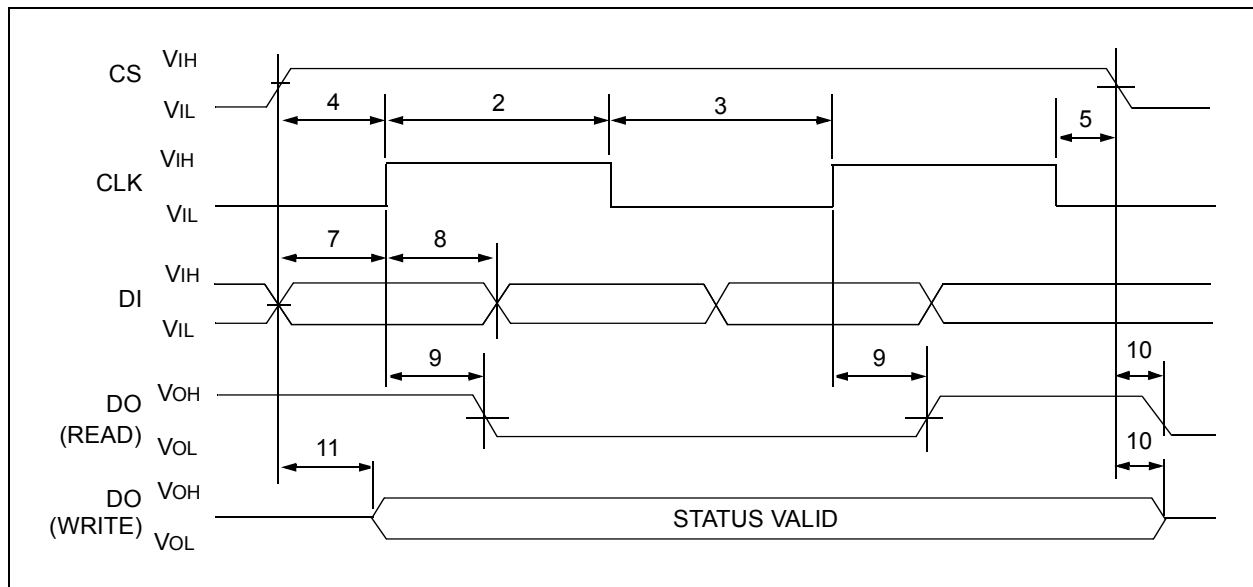 CS VIH
VIL
4 2 3 5
CLK VIH
VIL
7 8
DI VIH
VIL
9 9 10
DO (READ) VOH
VOL
11 10
DO (WRITE) VOH
STATUS VALID
VOL